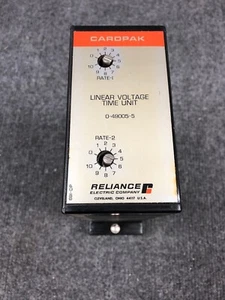 CARDPAK
RATE-1
LINEAR VOLTAGE
TIME UNIT
0-49005-5
RATE-2
RELIANCE
ELECTRIC COMPANY
CLEVELAND, OHIO 44117 U.S.A.